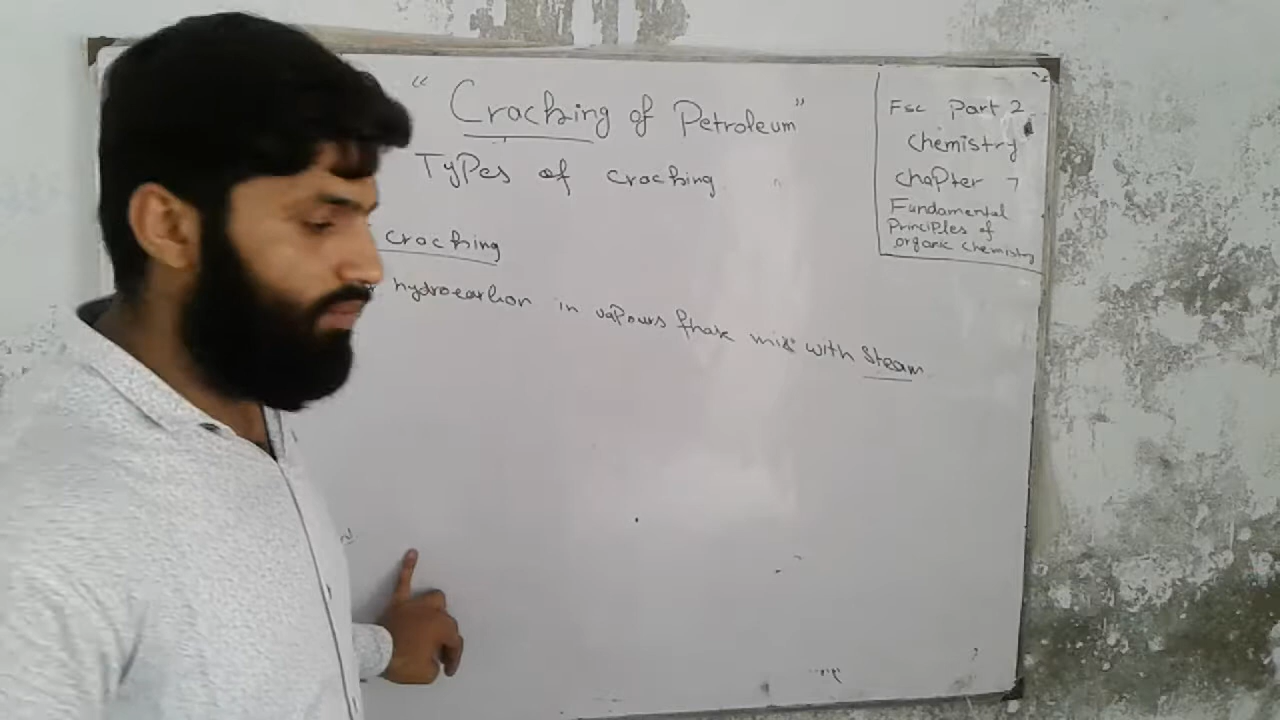 "Cracking of Petroleum"
Types of cracking
cracking
hydrocarbon in vapours phase mix with Steam
Fsc Part 2
Chemistry
Chapter 7
Fundamental
Principles of
organic Chemistry